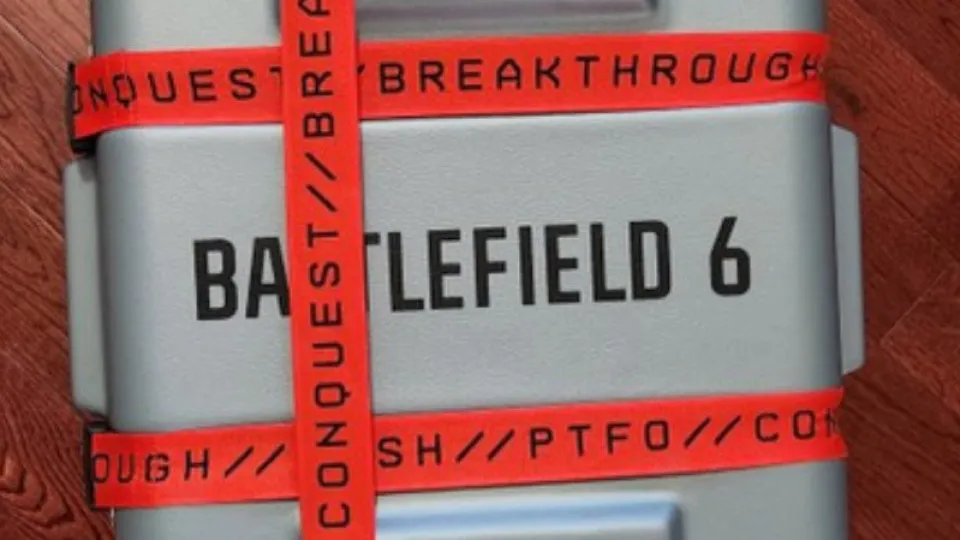 ONQUEST//BREAKTHROUGH
BATTLEFIELD 6
OUGH// SH//PTFO//CON
CONQUEST//BREA